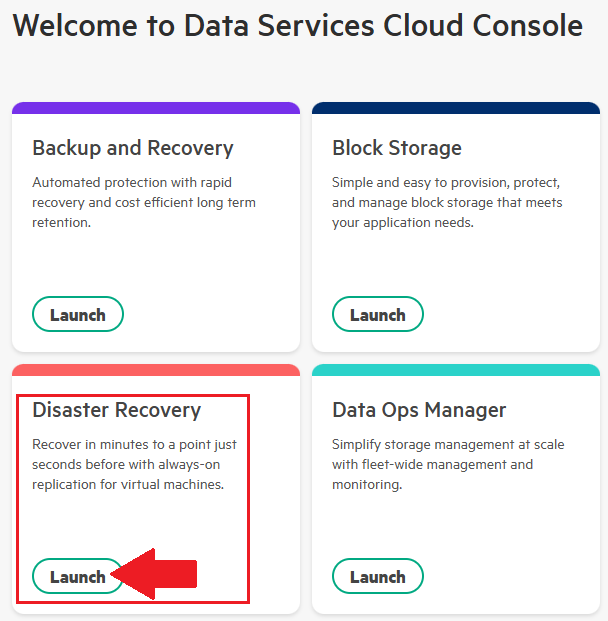 Welcome to Data Services Cloud Console
Backup and Recovery
Automated protection with rapid
recovery and cost efficient long term
retention.
Launch
Block Storage
Simple and easy to provision, protect,
and manage block storage that meets
your application needs.
Launch
Disaster Recovery
Recover in minutes to a point just
seconds before with always-on
replication for virtual machines.
Launch
Data Ops Manager
Simplify storage management at scale
with fleet-wide management and
monitoring.
Launch